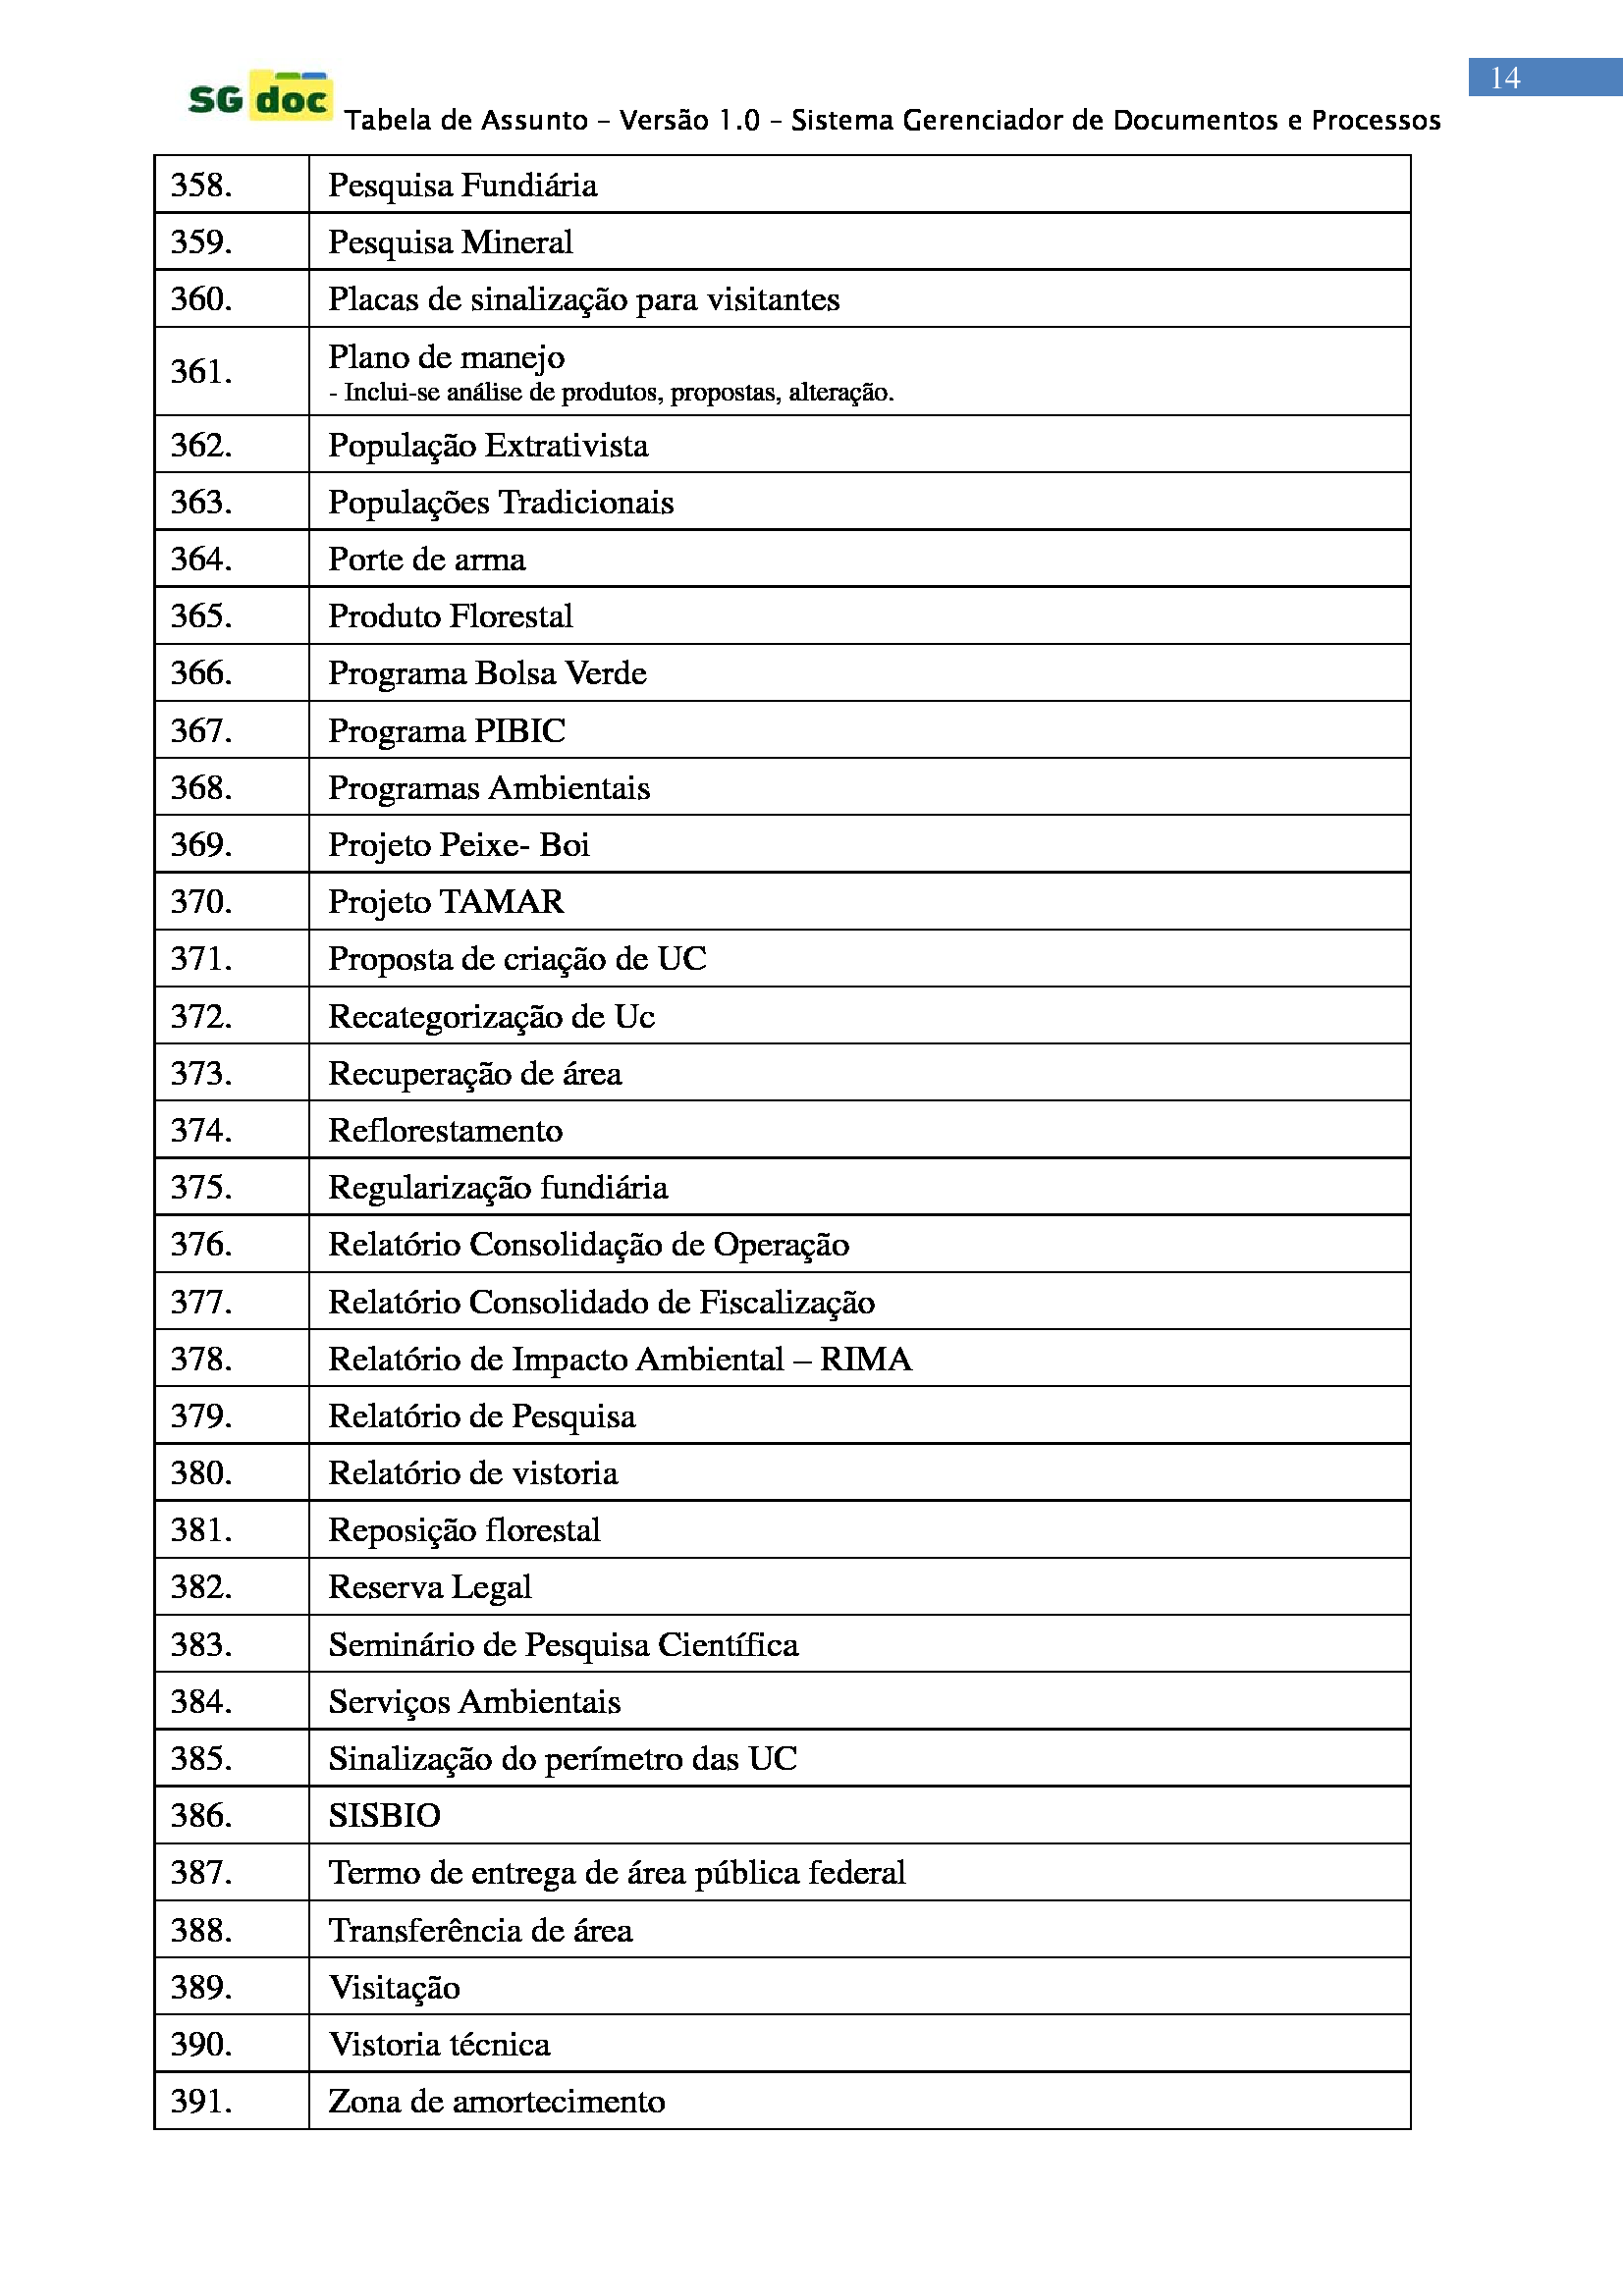 14
SG doc Tabela de Assunto – Versão 1.0 – Sistema Gerenciador de Documentos e Processos
358. Pesquisa Fundiária
359. Pesquisa Mineral
360. Placas de sinalização para visitantes
361. Plano de manejo
- Inclui-se análise de produtos, propostas, alteração.
362. População Extrativista
363. Populações Tradicionais
364. Porte de arma
365. Produto Florestal
366. Programa Bolsa Verde
367. Programa PIBIC
368. Programas Ambientais
369. Projeto Peixe- Boi
370. Projeto TAMAR
371. Proposta de criação de UC
372. Recategorização de Uc
373. Recuperação de área
374. Reflorestamento
375. Regularização fundiária
376. Relatório Consolidação de Operação
377. Relatório Consolidado de Fiscalização
378. Relatório de Impacto Ambiental – RIMA
379. Relatório de Pesquisa
380. Relatório de vistoria
381. Reposição florestal
382. Reserva Legal
383. Seminário de Pesquisa Científica
384. Serviços Ambientais
385. Sinalização do perímetro das UC
386. SISBIO
387. Termo de entrega de área pública federal
388. Transferência de área
389. Visitação
390. Vistoria técnica
391. Zona de amortecimento